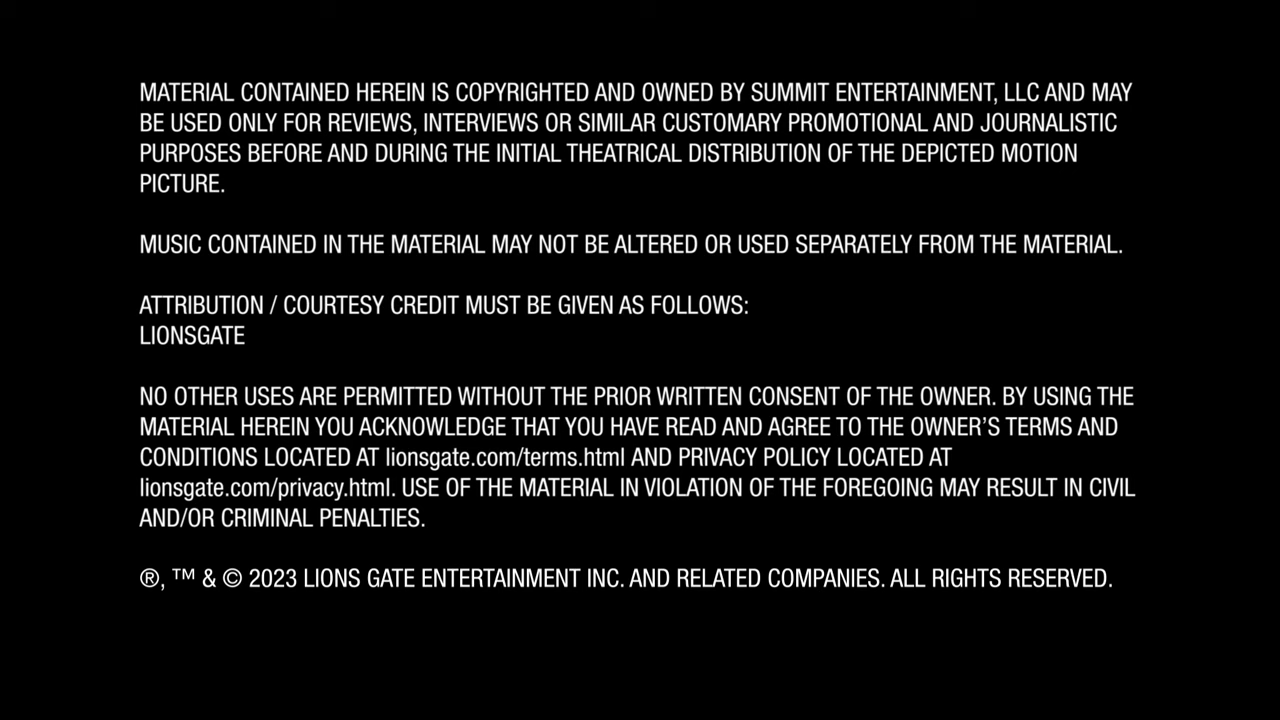 MATERIAL CONTAINED HEREIN IS COPYRIGHTED AND OWNED BY SUMMIT ENTERTAINMENT, LLC AND MAY
BE USED ONLY FOR REVIEWS, INTERVIEWS OR SIMILAR CUSTOMARY PROMOTIONAL AND JOURNALISTIC
PURPOSES BEFORE AND DURING THE INITIAL THEATRICAL DISTRIBUTION OF THE DEPICTED MOTION
PICTURE.
MUSIC CONTAINED IN THE MATERIAL MAY NOT BE ALTERED OR USED SEPARATELY FROM THE MATERIAL.
ATTRIBUTION / COURTESY CREDIT MUST BE GIVEN AS FOLLOWS:
LIONSGATE
NO OTHER USES ARE PERMITTED WITHOUT THE PRIOR WRITTEN CONSENT OF THE OWNER. BY USING THE
MATERIAL HEREIN YOU ACKNOWLEDGE THAT YOU HAVE READ AND AGREE TO THE OWNER’S TERMS AND
CONDITIONS LOCATED AT lionsgate.com/terms.html AND PRIVACY POLICY LOCATED AT
lionsgate.com/privacy.html. USE OF THE MATERIAL IN VIOLATION OF THE FOREGOING MAY RESULT IN CIVIL
AND/OR CRIMINAL PENALTIES.
®, ™ & © 2023 LIONS GATE ENTERTAINMENT INC. AND RELATED COMPANIES. ALL RIGHTS RESERVED.